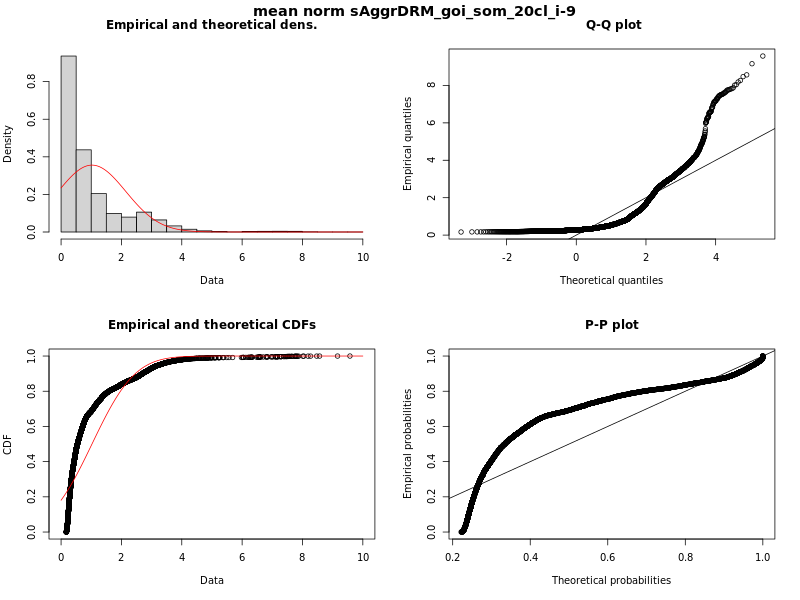 mean norm sAggrDRM_goi_som_20cl_i-9
Empirical and theoretical dens.
Density
0.0 0.2 0.4 0.6 0.8
0 2 4 6 8 10
Data
Q-Q plot
Empirical quantiles
0 2 4 6 8
-2 0 2 4
Theoretical quantiles
Empirical and theoretical CDFs
CDF
0.0 0.2 0.4 0.6 0.8 1.0
0 2 4 6 8 10
Data
P-P plot
Empirical probabilities
0.0 0.2 0.4 0.6 0.8 1.0
0.2 0.4 0.6 0.8 1.0
Theoretical probabilities